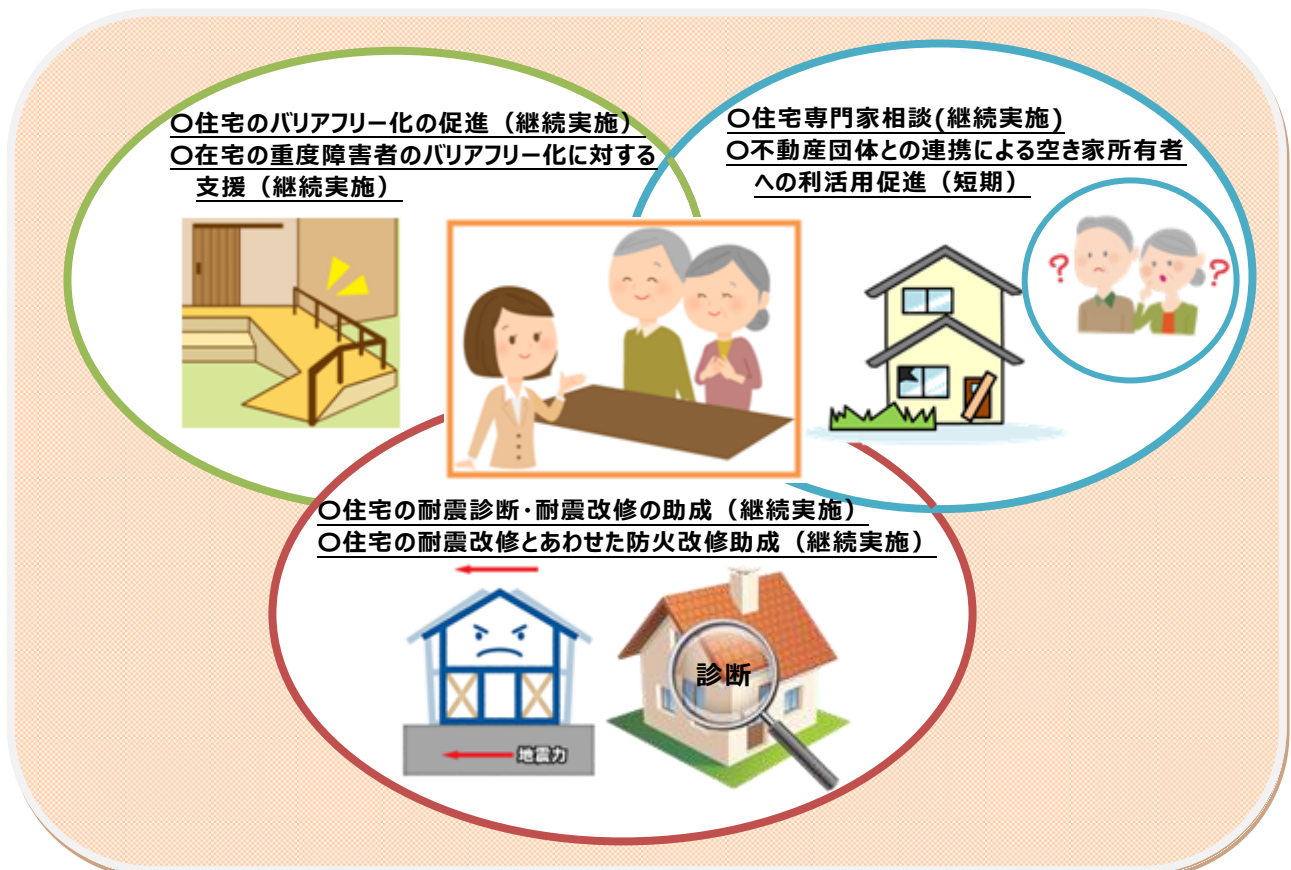 〇住宅のバリアフリー化の促進（継続実施）
〇在宅の重度障害者のバリアフリー化に対する
支援（継続実施）
〇住宅専門家相談(継続実施)
〇不動産団体との連携による空き家所有者
への利活用促進（短期）
?
?
〇住宅の耐震診断・耐震改修の助成（継続実施）
〇住宅の耐震改修とあわせた防火改修助成（継続実施）
診断
地震力